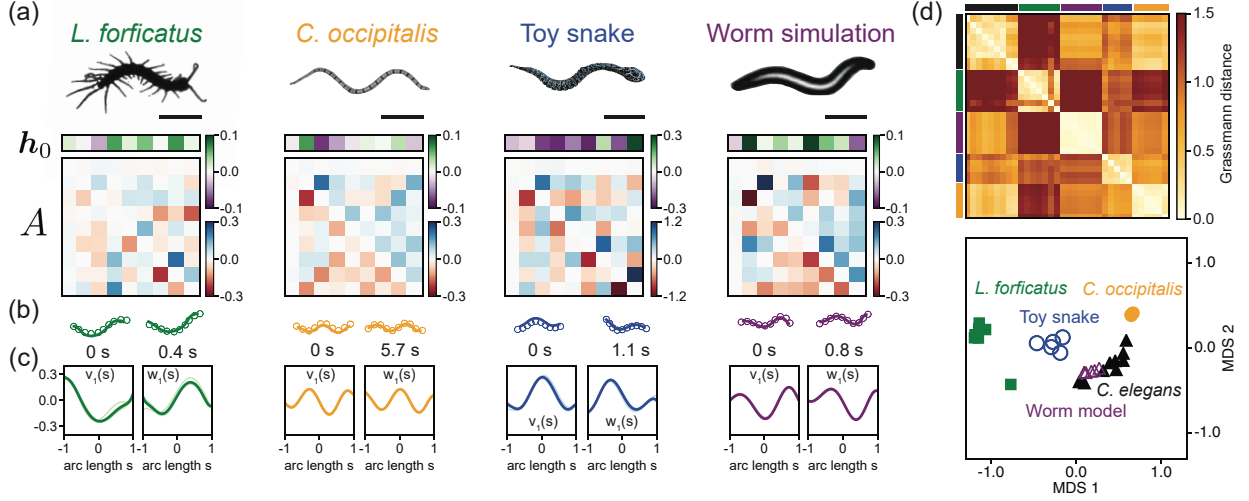 (a)
L. forficatus
C. occipitalis
Toy snake
Worm simulation
h₀
0.1
0.0
-0.1
0.1
0.0
-0.1
0.3
0.0
-0.3
0.1
0.0
-0.1
A
0.3
0.0
-0.3
0.3
0.0
-0.3
1.2
0.0
-1.2
0.3
0.0
-0.3
(b)
0 s 0.4 s
0 s 5.7 s
0 s 1.1 s
0 s 0.8 s
(c)
0.3
0.0
-0.3
v₁(s) w₁(s)
v₁(s) w₁(s)
v₁(s) w₁(s)
v₁(s) w₁(s)
-1 0 1 -1 0 1
-1 0 1 -1 0 1
-1 0 1 -1 0 1
-1 0 1 -1 0 1
arc length s arc length s
arc length s arc length s
arc length s arc length s
arc length s arc length s
(d)
1.5
1.0
0.5
0.0
Grassmann distance
L. forficatus
C. occipitalis
Toy snake
C. elegans
Worm model
1.0
0.0
-1.0
MDS 2
-1.0 0.0 1.0
MDS 1